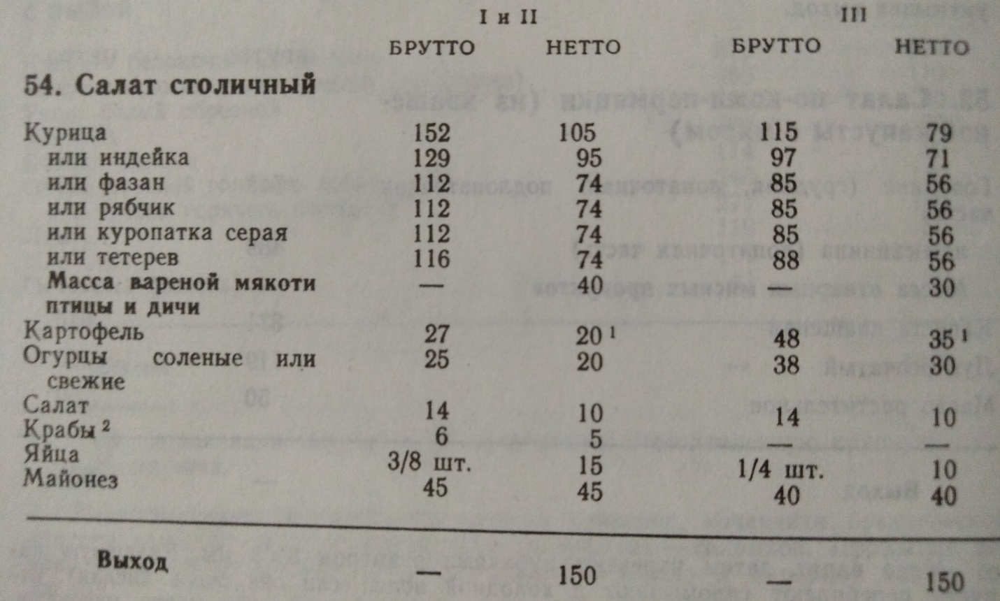 I и II III
БРУТТО НЕТТО БРУТТО НЕТТО
54. Салат столичный
Курица 152 105 115 79
или индейка 129 95 97 71
или фазан 112 74 85 56
или рябчик 112 74 85 56
или куропатка серая 112 74 85 56
или тетерев 116 74 88 56
Масса вареной мякоти — 40 — 30
птицы и дичи
Картофель 27 20 ¹ 48 35 ¹
Огурцы соленые или 25 20 38 30
свежие
Салат 14 10 14 10
Крабы ² 6 5 — —
Яйца 3/8 шт. 15 1/4 шт. 10
Майонез 45 45 40 40
Выход — 150 — 150